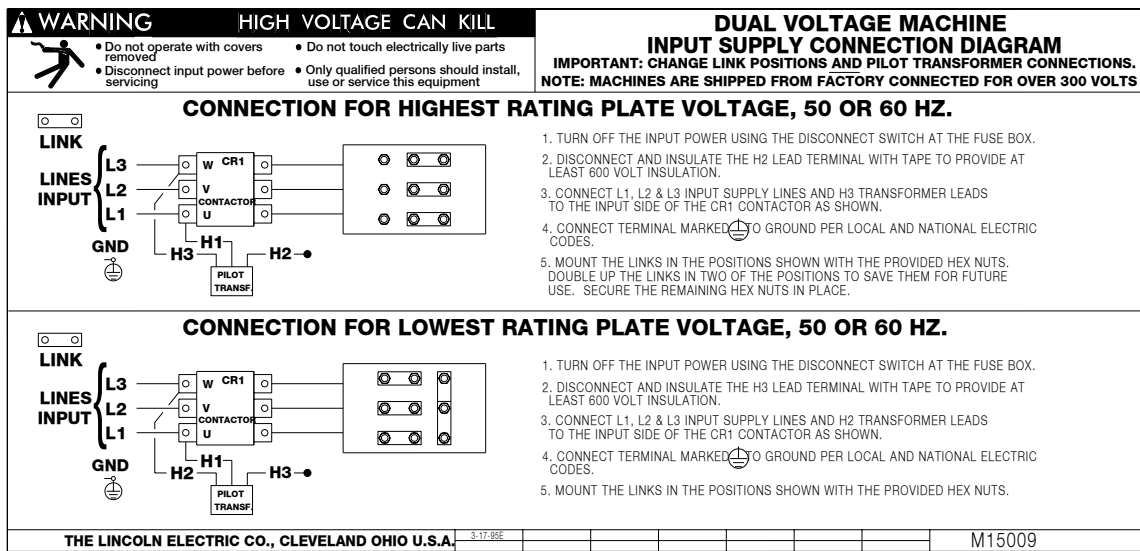 WARNING
HIGH VOLTAGE CAN KILL
• Do not operate with covers
removed
• Disconnect input power before
servicing
• Do not touch electrically live parts
• Only qualified persons should install,
use or service this equipment
DUAL VOLTAGE MACHINE
INPUT SUPPLY CONNECTION DIAGRAM
IMPORTANT: CHANGE LINK POSITIONS AND PILOT TRANSFORMER CONNECTIONS.
NOTE: MACHINES ARE SHIPPED FROM FACTORY CONNECTED FOR OVER 300 VOLTS
CONNECTION FOR HIGHEST RATING PLATE VOLTAGE, 50 OR 60 HZ.
LINK
LINES
INPUT
L3
L2
L1
W CR1
V
CONTACTOR
U
GND
H1
H3
H2
PILOT
TRANSF.
1. TURN OFF THE INPUT POWER USING THE DISCONNECT SWITCH AT THE FUSE BOX.
2. DISCONNECT AND INSULATE THE H2 LEAD TERMINAL WITH TAPE TO PROVIDE AT
LEAST 600 VOLT INSULATION.
3. CONNECT L1, L2 & L3 INPUT SUPPLY LINES AND H3 TRANSFORMER LEADS
TO THE INPUT SIDE OF THE CR1 CONTACTOR AS SHOWN.
4. CONNECT TERMINAL MARKED TO GROUND PER LOCAL AND NATIONAL ELECTRIC
CODES.
5. MOUNT THE LINKS IN THE POSITIONS SHOWN WITH THE PROVIDED HEX NUTS.
DOUBLE UP THE LINKS IN TWO OF THE POSITIONS TO SAVE THEM FOR FUTURE
USE. SECURE THE REMAINING HEX NUTS IN PLACE.
CONNECTION FOR LOWEST RATING PLATE VOLTAGE, 50 OR 60 HZ.
LINK
LINES
INPUT
L3
L2
L1
W CR1
V
CONTACTOR
U
GND
H1
H2
H3
PILOT
TRANSF.
1. TURN OFF THE INPUT POWER USING THE DISCONNECT SWITCH AT THE FUSE BOX.
2. DISCONNECT AND INSULATE THE H3 LEAD TERMINAL WITH TAPE TO PROVIDE AT
LEAST 600 VOLT INSULATION.
3. CONNECT L1, L2 & L3 INPUT SUPPLY LINES AND H2 TRANSFORMER LEADS
TO THE INPUT SIDE OF THE CR1 CONTACTOR AS SHOWN.
4. CONNECT TERMINAL MARKED TO GROUND PER LOCAL AND NATIONAL ELECTRIC
CODES.
5. MOUNT THE LINKS IN THE POSITIONS SHOWN WITH THE PROVIDED HEX NUTS.
THE LINCOLN ELECTRIC CO., CLEVELAND OHIO U.S.A.
3-17-95E
M15009